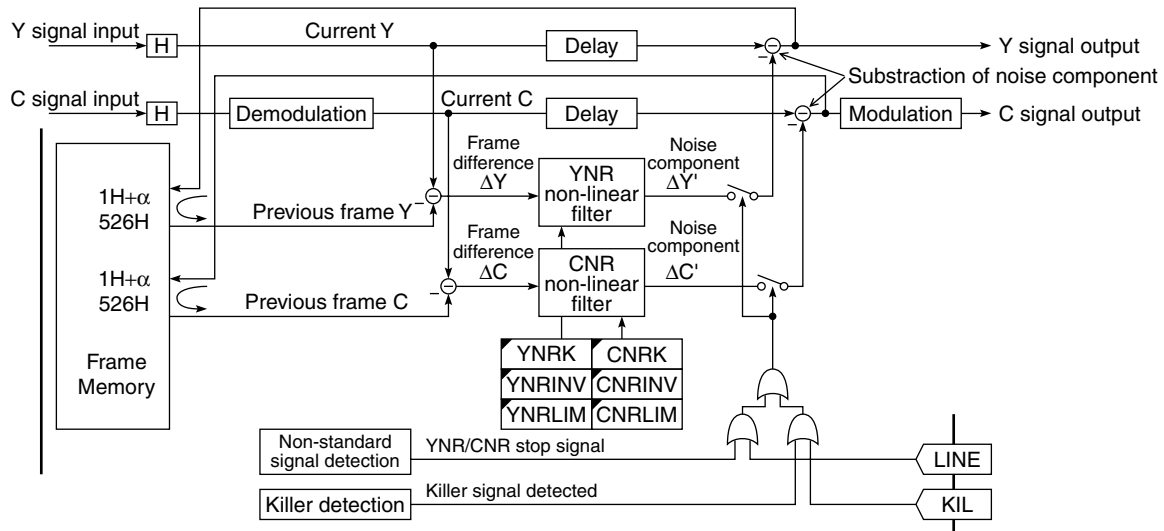 Y signal input
H
Current Y
Delay
−
Y signal output
Substraction of noise component
C signal input
H
Demodulation
Current C
Delay
−
Modulation
C signal output
Frame
difference
ΔY
YNR
non-linear
filter
Noise
component
ΔY'
1H+α
526H
Previous frame Y
−
Frame
difference
ΔC
CNR
non-linear
filter
Noise
component
ΔC'
1H+α
526H
Previous frame C
−
Frame
Memory
YNRK
CNRK
YNRINV
CNRINV
YNRLIM
CNRLIM
Non-standard
signal detection
YNR/CNR stop signal
LINE
Killer detection
Killer signal detected
KIL